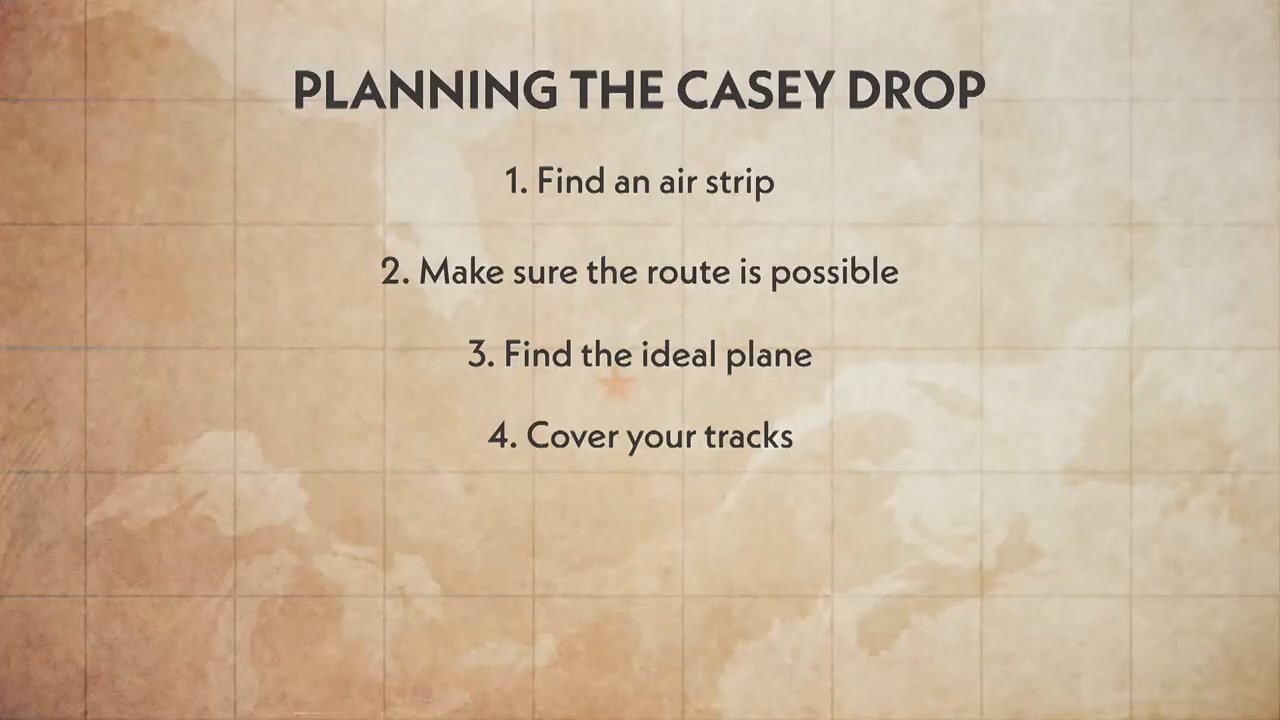 PLANNING THE CASEY DROP
1. Find an air strip
2. Make sure the route is possible
3. Find the ideal plane
4. Cover your tracks